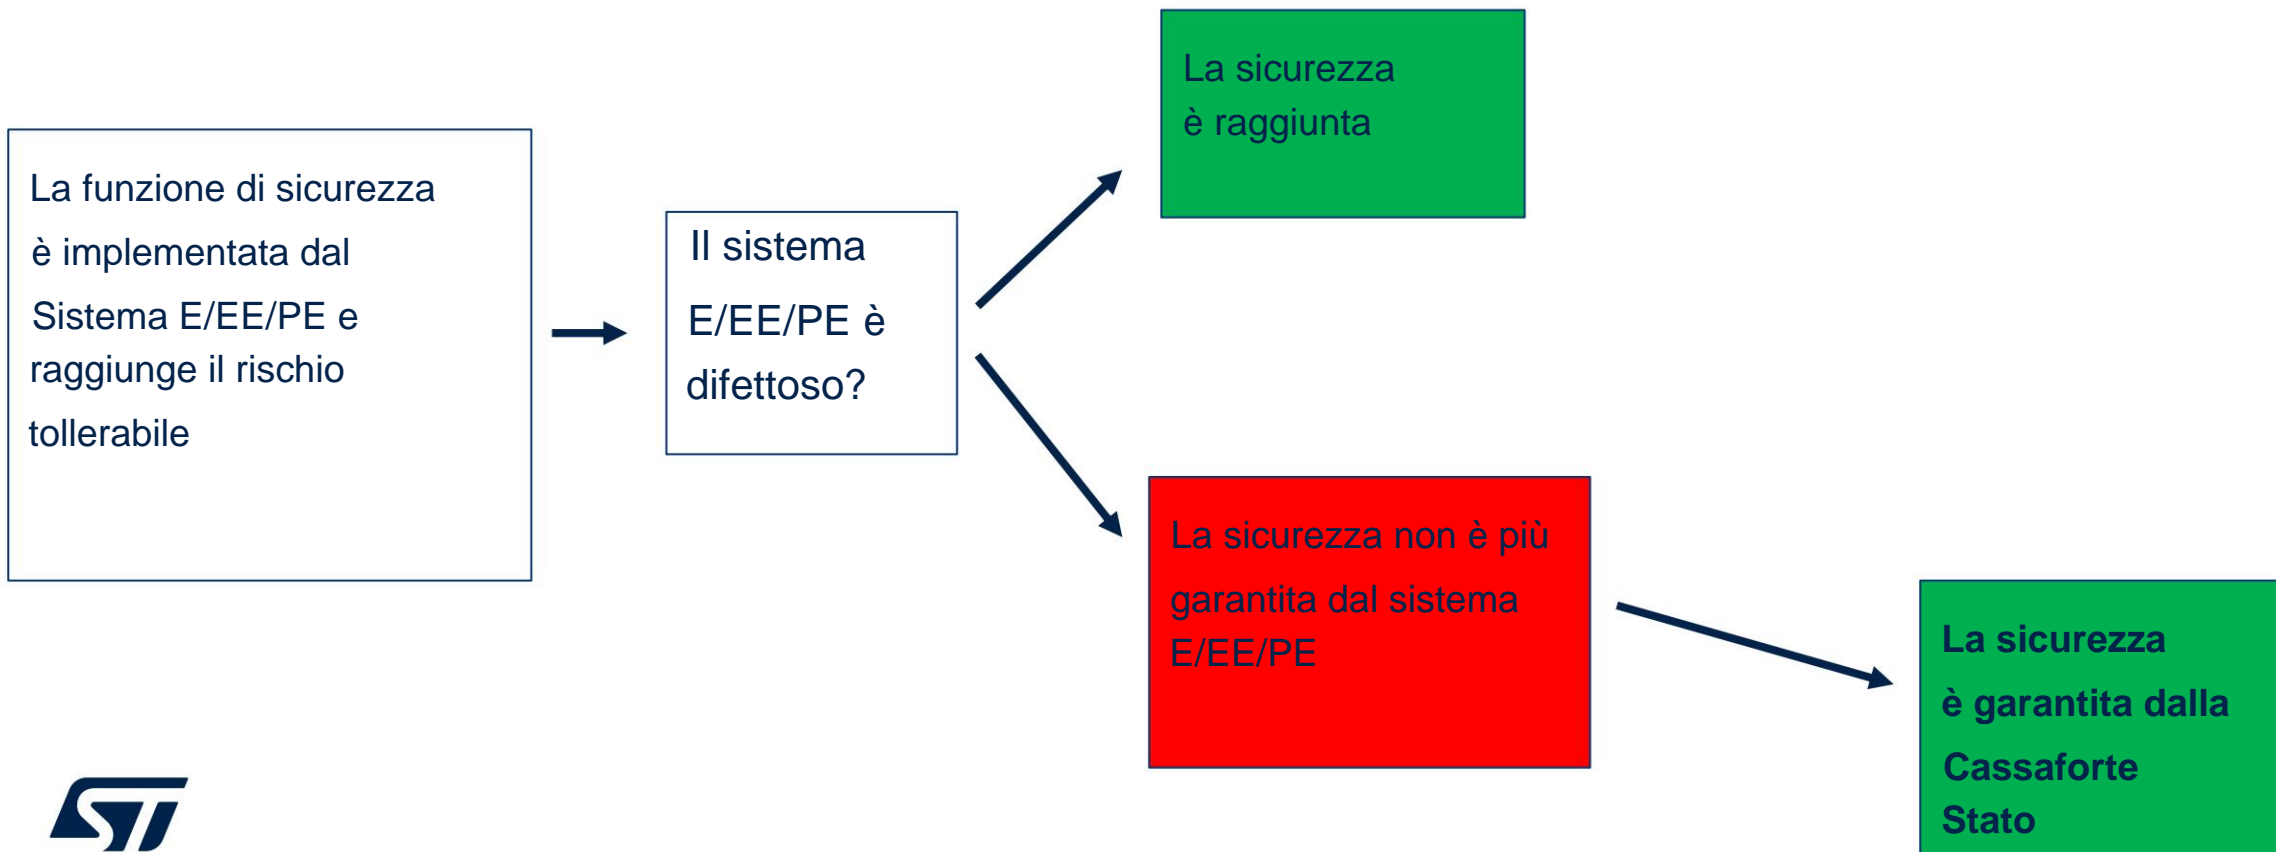 La funzione di sicurezza
è implementata dal
Sistema E/EE/PE e
raggiunge il rischio
tollerabile
Il sistema
E/EE/PE è
difettoso?
La sicurezza
è raggiunta
La sicurezza non è più
garantita dal sistema
E/EE/PE
La sicurezza
è garantita dalla
Cassaforte
Stato
ST